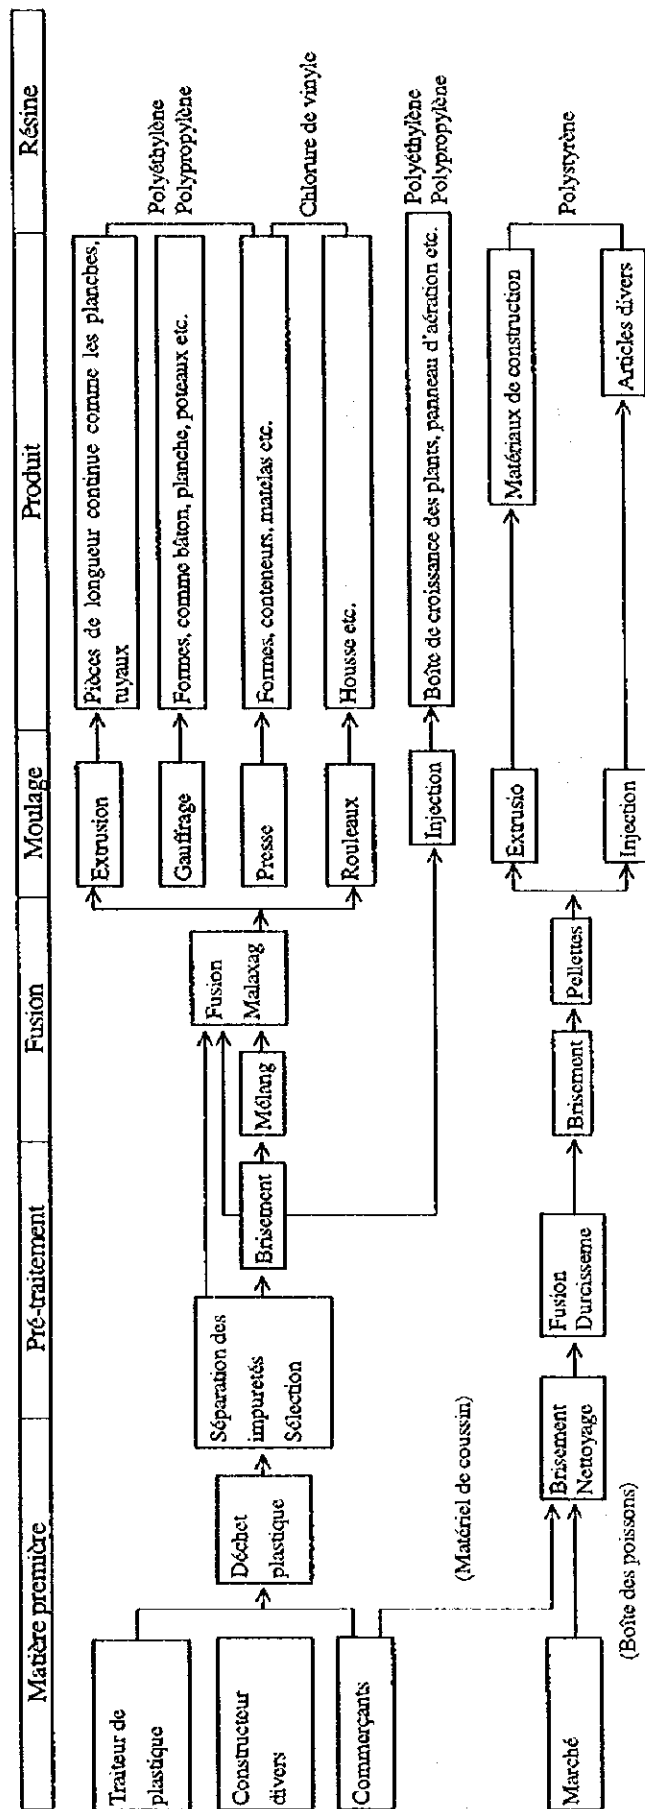 Matière première
Pré-traitement
Fusion
Moulage
Produit
Résine
Traiteur de
plastique
Constructeur
divers
Commerçants
Marché
Déchet
plastique
(Matériel de coussin)
(Boîte des poissons)
Séparation des
impuretés
Sélection
Brisement
Mélang
Fusion
Malaxag
Brisement
Nettoyage
Fusion
Durcisseme
Brisement
Pellettes
Extrusion
Gauffrage
Presse
Rouleaux
Injection
Extrusio
Injection
Pièces de longueur continue comme les planches,
tuyaux
Formes, comme bâton, planche, poteaux etc.
Formes, conteneurs, matelas etc.
Housse etc.
Boîte de croissance des plants, panneau d'aération etc.
Matériaux de construction
Articles divers
Polyéthylène
Polypropylène
Chlorure de vinyle
Polyéthylène
Polypropylène
Polystyrène